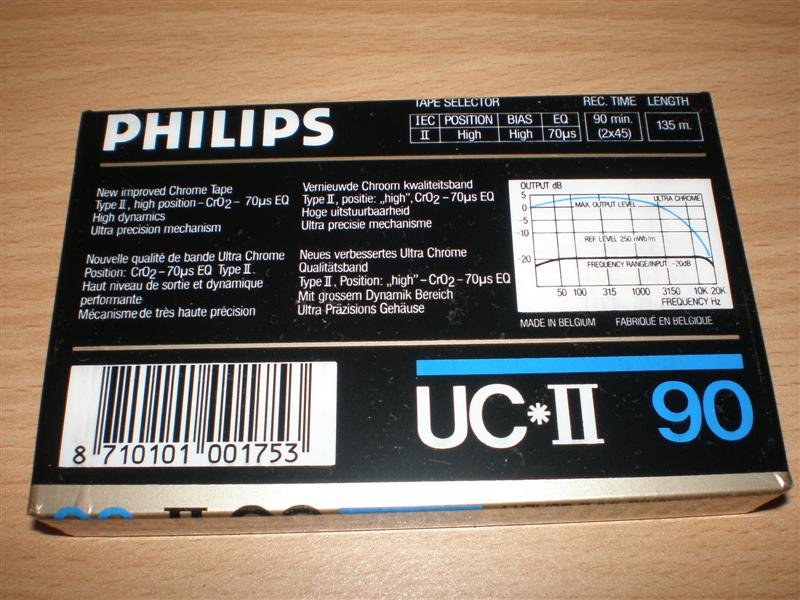 PHILIPS
TAPE SELECTOR REC. TIME LENGTH
IEC POSITION BIAS EQ 90 min. 135 m.
II High High 70µs (2x45)
New improved Chrome Tape
Type II, high position - CrO2 - 70µs EQ
High dynamics
Ultra precision mechanism
Vernieuwde Chroom kwaliteitsband
Type II, positie: „high", CrO2 - 70µs EQ
Hoge uitstuurbaarheid
Ultra precisie mechanisme
Nouvelle qualité de bande Ultra Chrome
Position: CrO2 - 70µs EQ Type II.
Haut niveau de sortie et dynamique
performante
Mécanisme de très haute précision
Neues verbessertes Ultra Chrome
Qualitätsband
Type II, Position: „high" - CrO2 - 70µs EQ
Mit grossem Dynamik Bereich
Ultra Präzisions Gehäuse
OUTPUT dB
5
0
-5
-20
ULTRA CHROME
MAX. OUTPUT LEVEL
REF. LEVEL 250 nWb/m
FREQUENCY RANGE/INPUT: -20dB
50 100 315 1000 3150 10K 20K
FREQUENCY Hz
MADE IN BELGIUM FABRIQUÉ EN BELGIQUE
8 710101 001753
UC*II 90